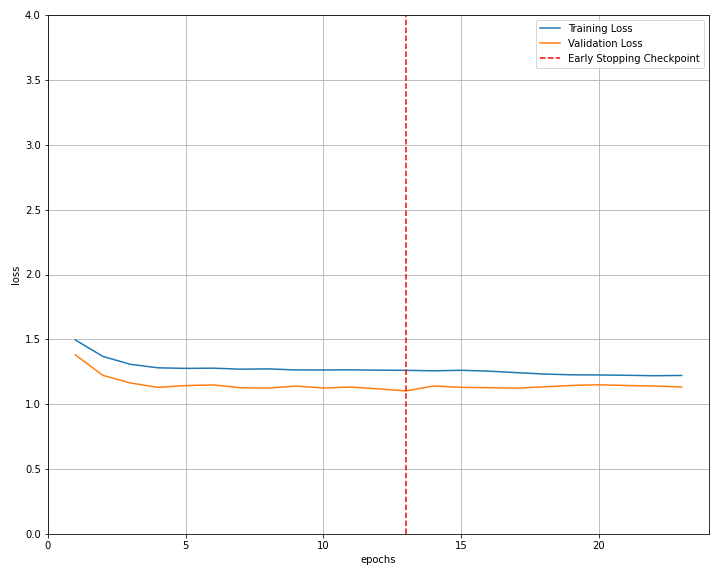 4.0
3.5
3.0
2.5
2.0
1.5
1.0
0.5
0.0
loss
0
5
10
15
20
epochs
Training Loss
Validation Loss
Early Stopping Checkpoint